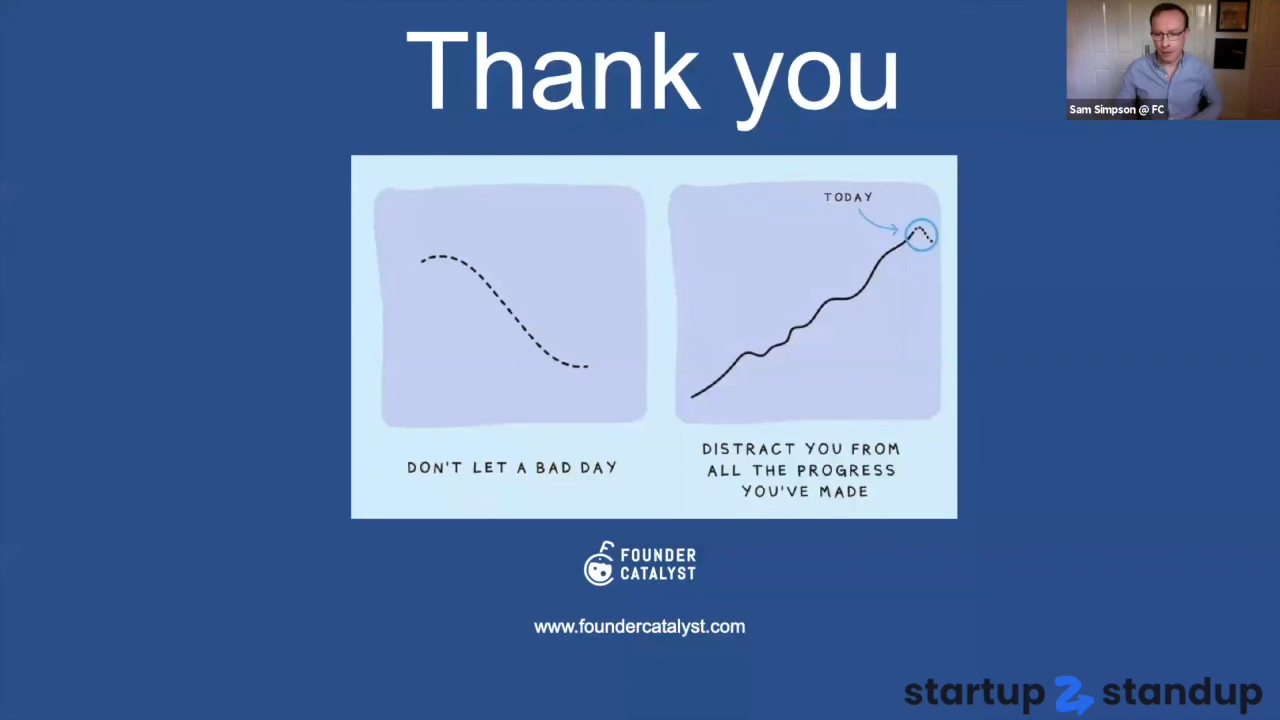 Thank you
Sam Simpson @ FC
TODAY
DON'T LET A BAD DAY
DISTRACT YOU FROM
ALL THE PROGRESS
YOU'VE MADE
FOUNDER
CATALYST
www.foundercatalyst.com
startup 2 standup